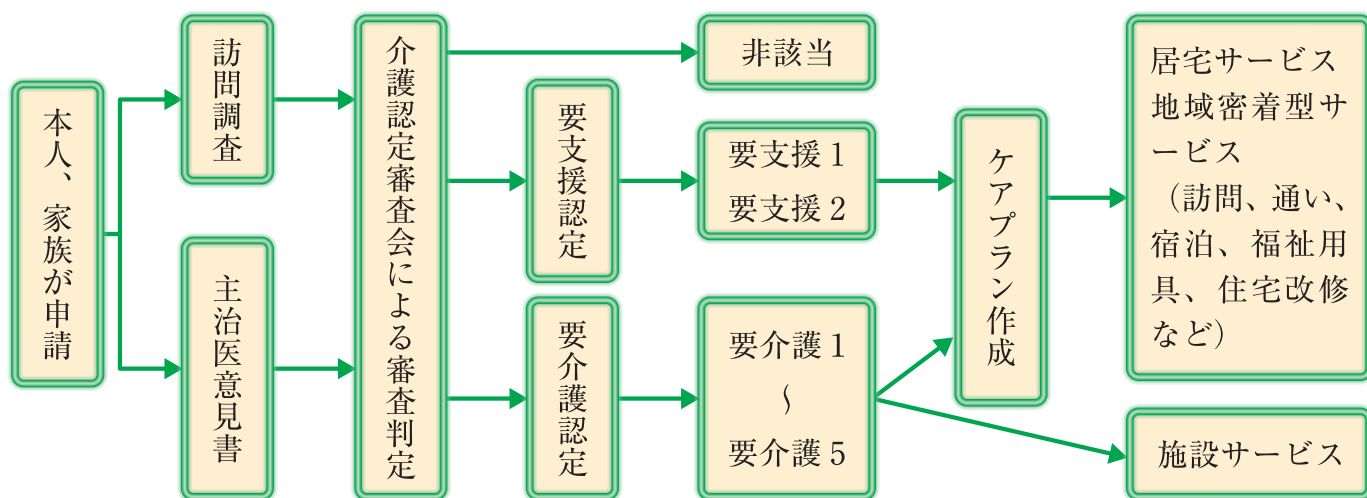 本人、家族が申請
訪問調査
主治医意見書
介護認定審査会による審査判定
非該当
要支援認定
要支援1
要支援2
要介護認定
要介護1
〜
要介護5
ケアプラン作成
居宅サービス
地域密着型サ
ービス
（訪問、通い、
宿泊、福祉用
具、住宅改修
など）
施設サービス